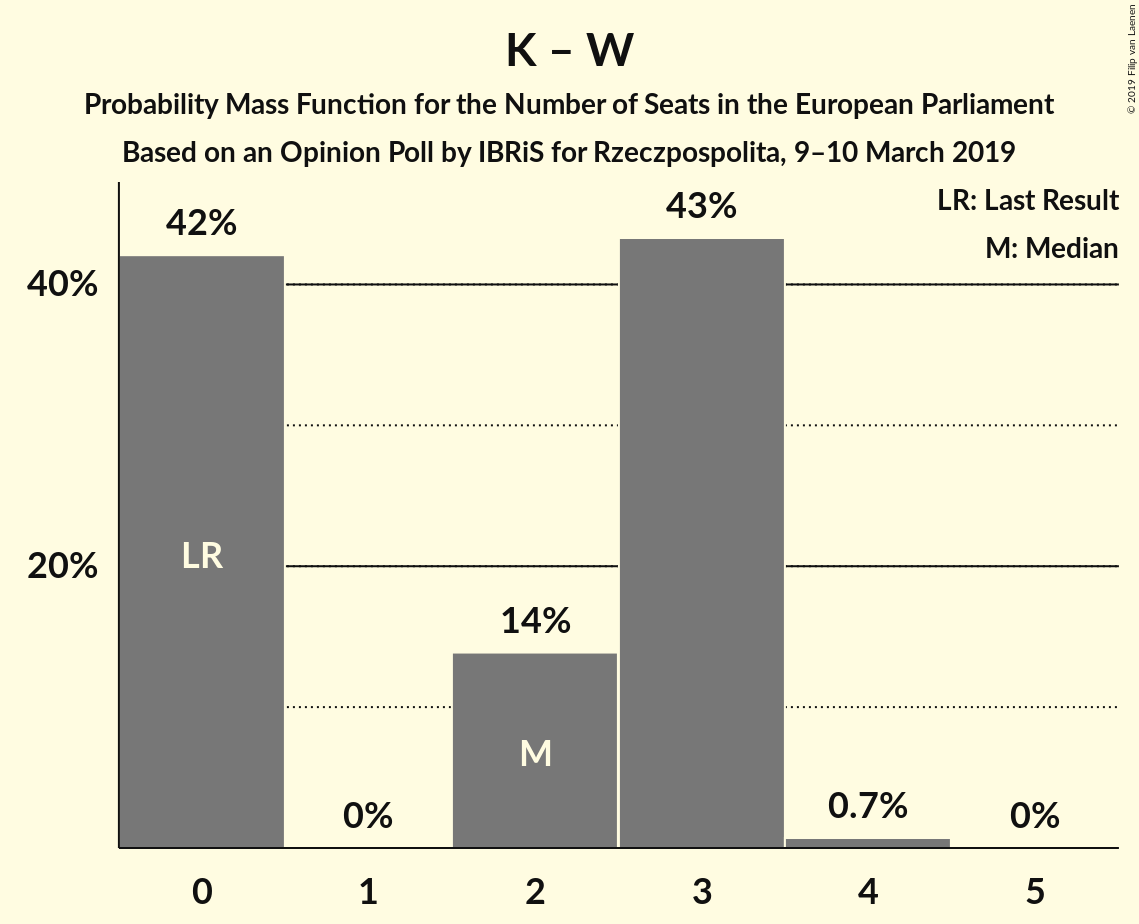 K – W
Probability Mass Function for the Number of Seats in the European Parliament
Based on an Opinion Poll by IBRiS for Rzeczpospolita, 9–10 March 2019
© 2019 Filip van Laenen
LR: Last Result
M: Median
42%
43%
40%
LR
20%
14%
M
0%
0.7%
0%
0
1
2
3
4
5